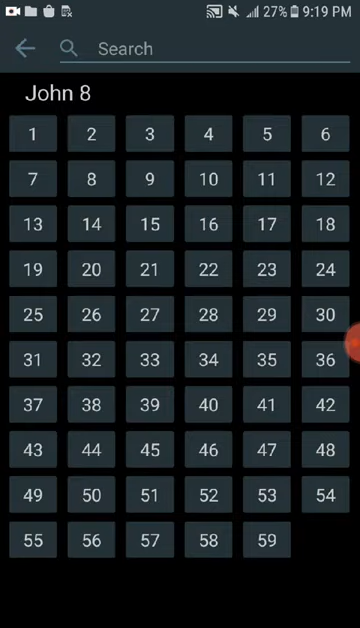 27% 9:19 PM
Search
John 8
1 2 3 4 5 6
7 8 9 10 11 12
13 14 15 16 17 18
19 20 21 22 23 24
25 26 27 28 29 30
31 32 33 34 35 36
37 38 39 40 41 42
43 44 45 46 47 48
49 50 51 52 53 54
55 56 57 58 59